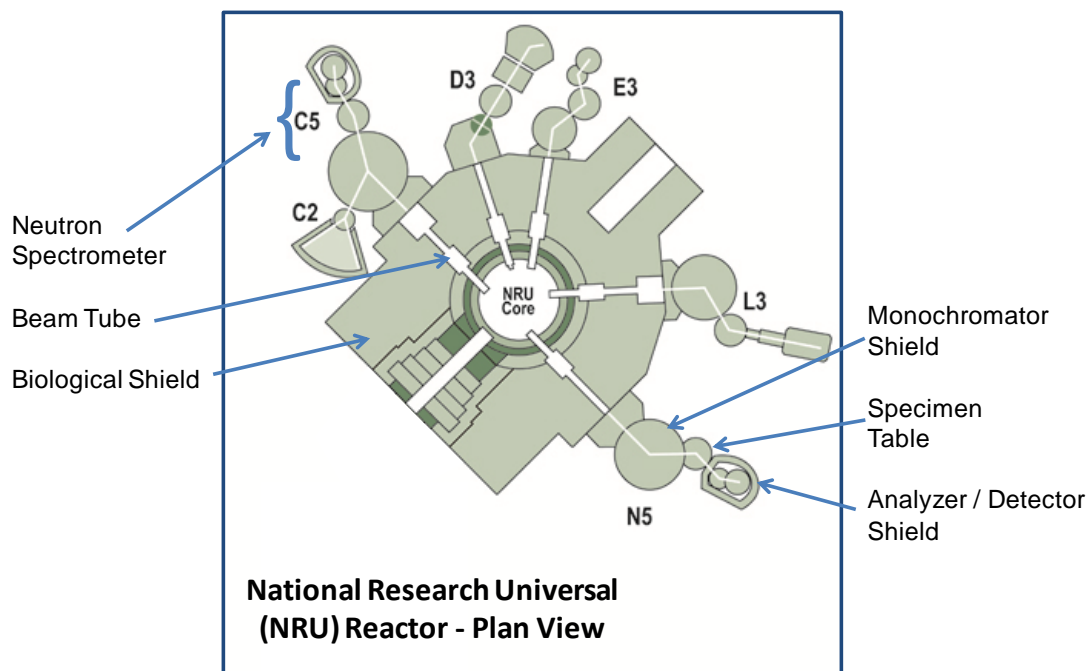 D3
E3
C5
C2
Neutron
Spectrometer
NRU
Core
L3
Beam Tube
Monochromator
Shield
Biological Shield
Specimen
Table
N5
Analyzer / Detector
Shield
National Research Universal
(NRU) Reactor - Plan View